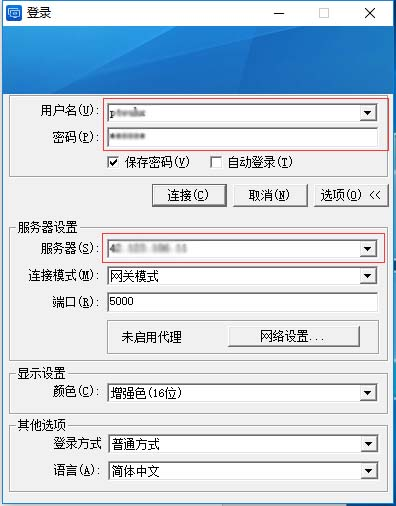 登录
用户名(U):
密码(P):
保存密码(V) 自动登录(T)
连接(C) 取消(N) 选项(O) <<
服务器设置
服务器(S):
连接模式(M): 网关模式
端口(R): 5000
未启用代理 网络设置...
显示设置
颜色(C): 增强色(16位)
其他选项
登录方式 普通方式
语言(A): 简体中文